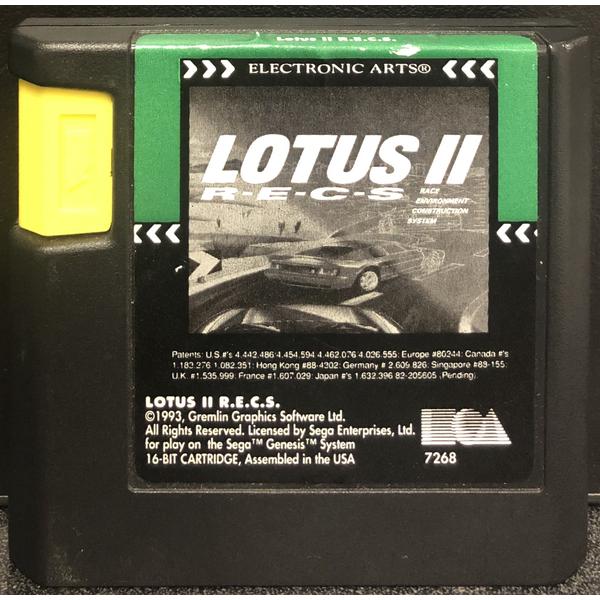 Lotus II R.E.C.S.
ELECTRONIC ARTS®
LOTUS II
R-E-C-S
RACE
ENVIRONMENT
CONSTRUCTION
SYSTEM
Patents: U.S.#'s 4.442.486; 4.454.594; 4.462.076; 4.026.555; Europe #80244; Canada #'s
1.183.276; 1.082.351; Hong Kong #88-4302; Germany # 2.609.826; Singapore #88-155;
U.K. #1.535.999; France #1.607.029; Japan #'s 1.632.396; 82-205605 (Pending).
LOTUS II R.E.C.S.
©1993, Gremlin Graphics Software Ltd.
All Rights Reserved. Licensed by Sega Enterprises, Ltd.
for play on the Sega™ Genesis™ System
16-BIT CARTRIDGE, Assembled in the USA
EA
7268